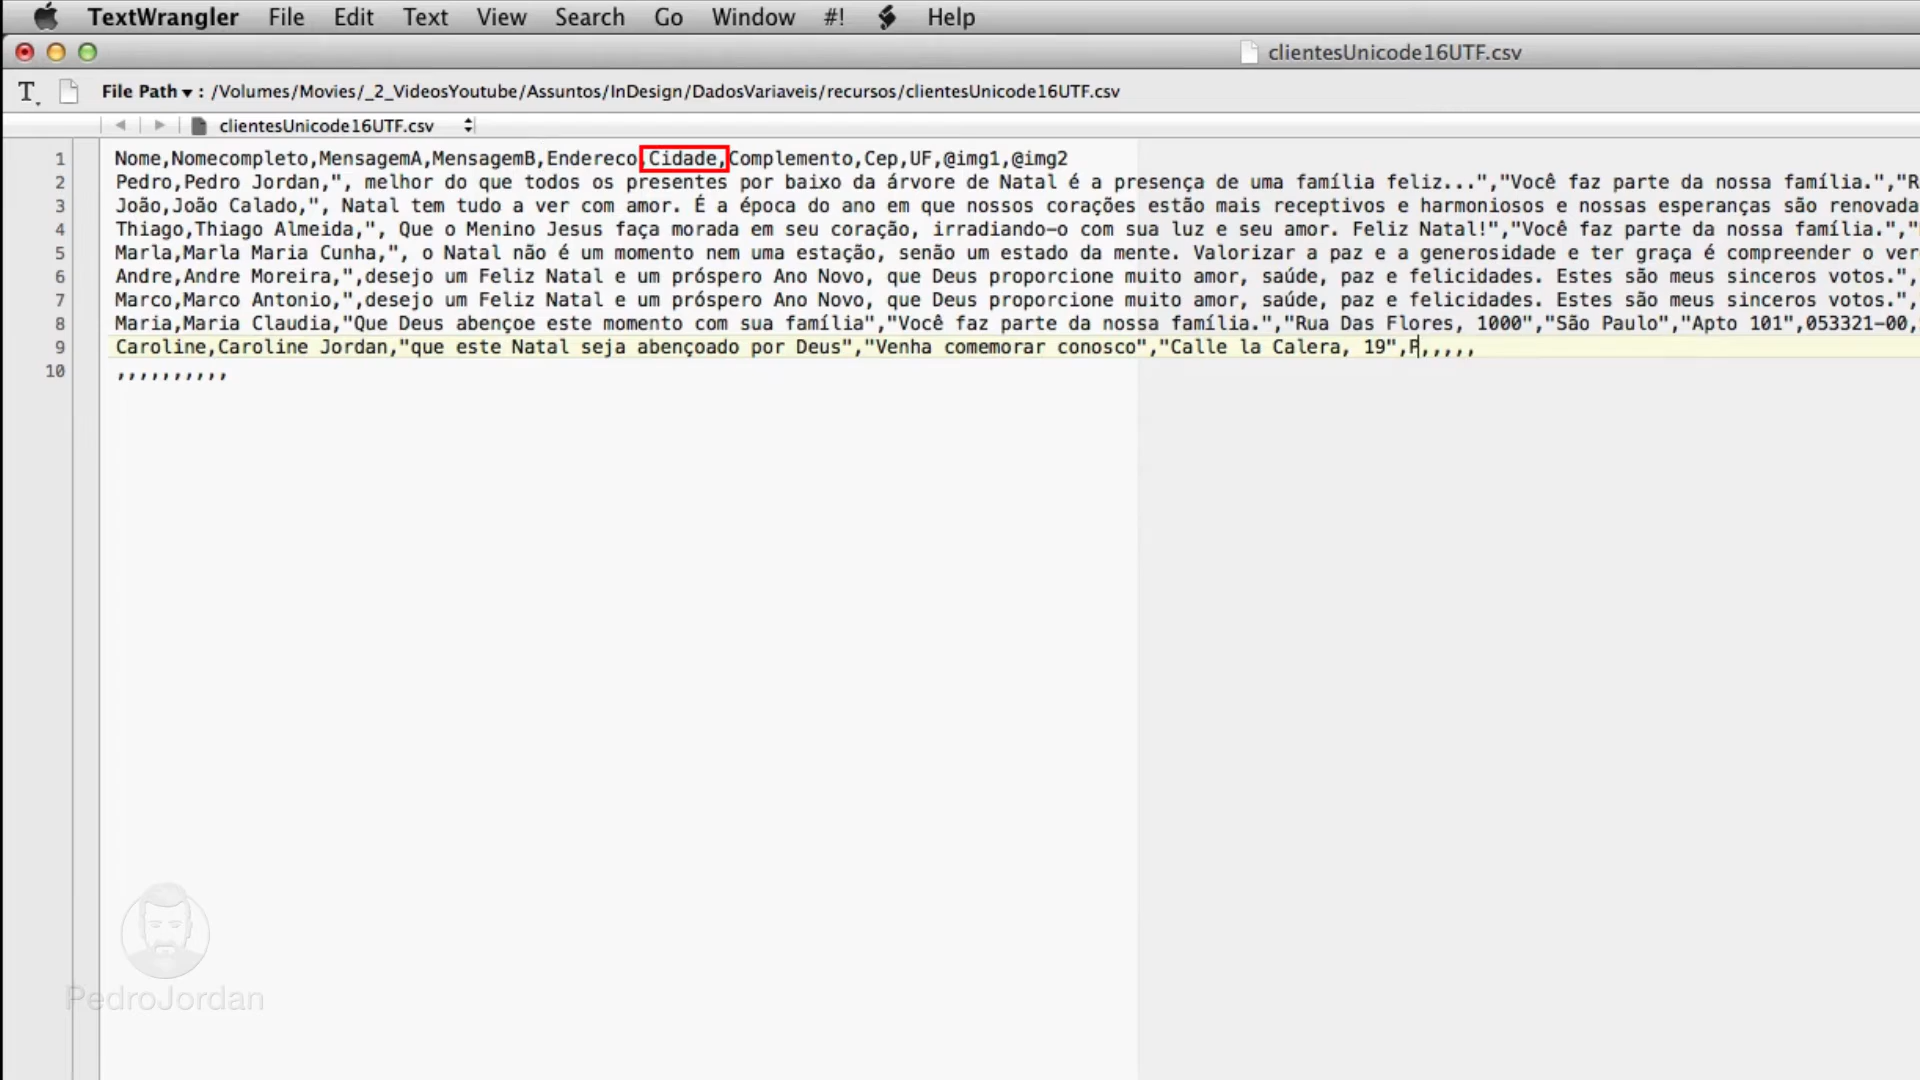 TextWrangler File Edit Text View Search Go Window #! Help
clientesUnicode16UTF.csv
File Path ▾ : /Volumes/Movies/_2_VideosYoutube/Assuntos/InDesign/DadosVariaveis/recursos/clientesUnicode16UTF.csv
clientesUnicode16UTF.csv
1 Nome,Nomecompleto,MensagemA,MensagemB,Endereco,Cidade,Complemento,Cep,UF,@img1,@img2
2 Pedro,Pedro Jordan,", melhor do que todos os presentes por baixo da árvore de Natal é a presença de uma família feliz...","Você faz parte da nossa família.","R
3 João,João Calado,", Natal tem tudo a ver com amor. É a época do ano em que nossos corações estão mais receptivos e harmoniosos e nossas esperanças são renovada
4 Thiago,Thiago Almeida,", Que o Menino Jesus faça morada em seu coração, irradiando-o com sua luz e seu amor. Feliz Natal!","Você faz parte da nossa família.","
5 Marla,Marla Maria Cunha,", o Natal não é um momento nem uma estação, senão um estado da mente. Valorizar a paz e a generosidade e ter graça é compreender o ver
6 Andre,Andre Moreira,",desejo um Feliz Natal e um próspero Ano Novo, que Deus proporcione muito amor, saúde, paz e felicidades. Estes são meus sinceros votos.",
7 Marco,Marco Antonio,",desejo um Feliz Natal e um próspero Ano Novo, que Deus proporcione muito amor, saúde, paz e felicidades. Estes são meus sinceros votos.",
8 Maria,Maria Claudia,"Que Deus abençoe este momento com sua família","Você faz parte da nossa família.","Rua Das Flores, 1000","São Paulo","Apto 101",053321-00,
9 Caroline,Caroline Jordan,"que este Natal seja abençoado por Deus","Venha comemorar conosco","Calle la Calera, 19",P,,,,,
10 ,,,,,,,,,,
PedroJordan